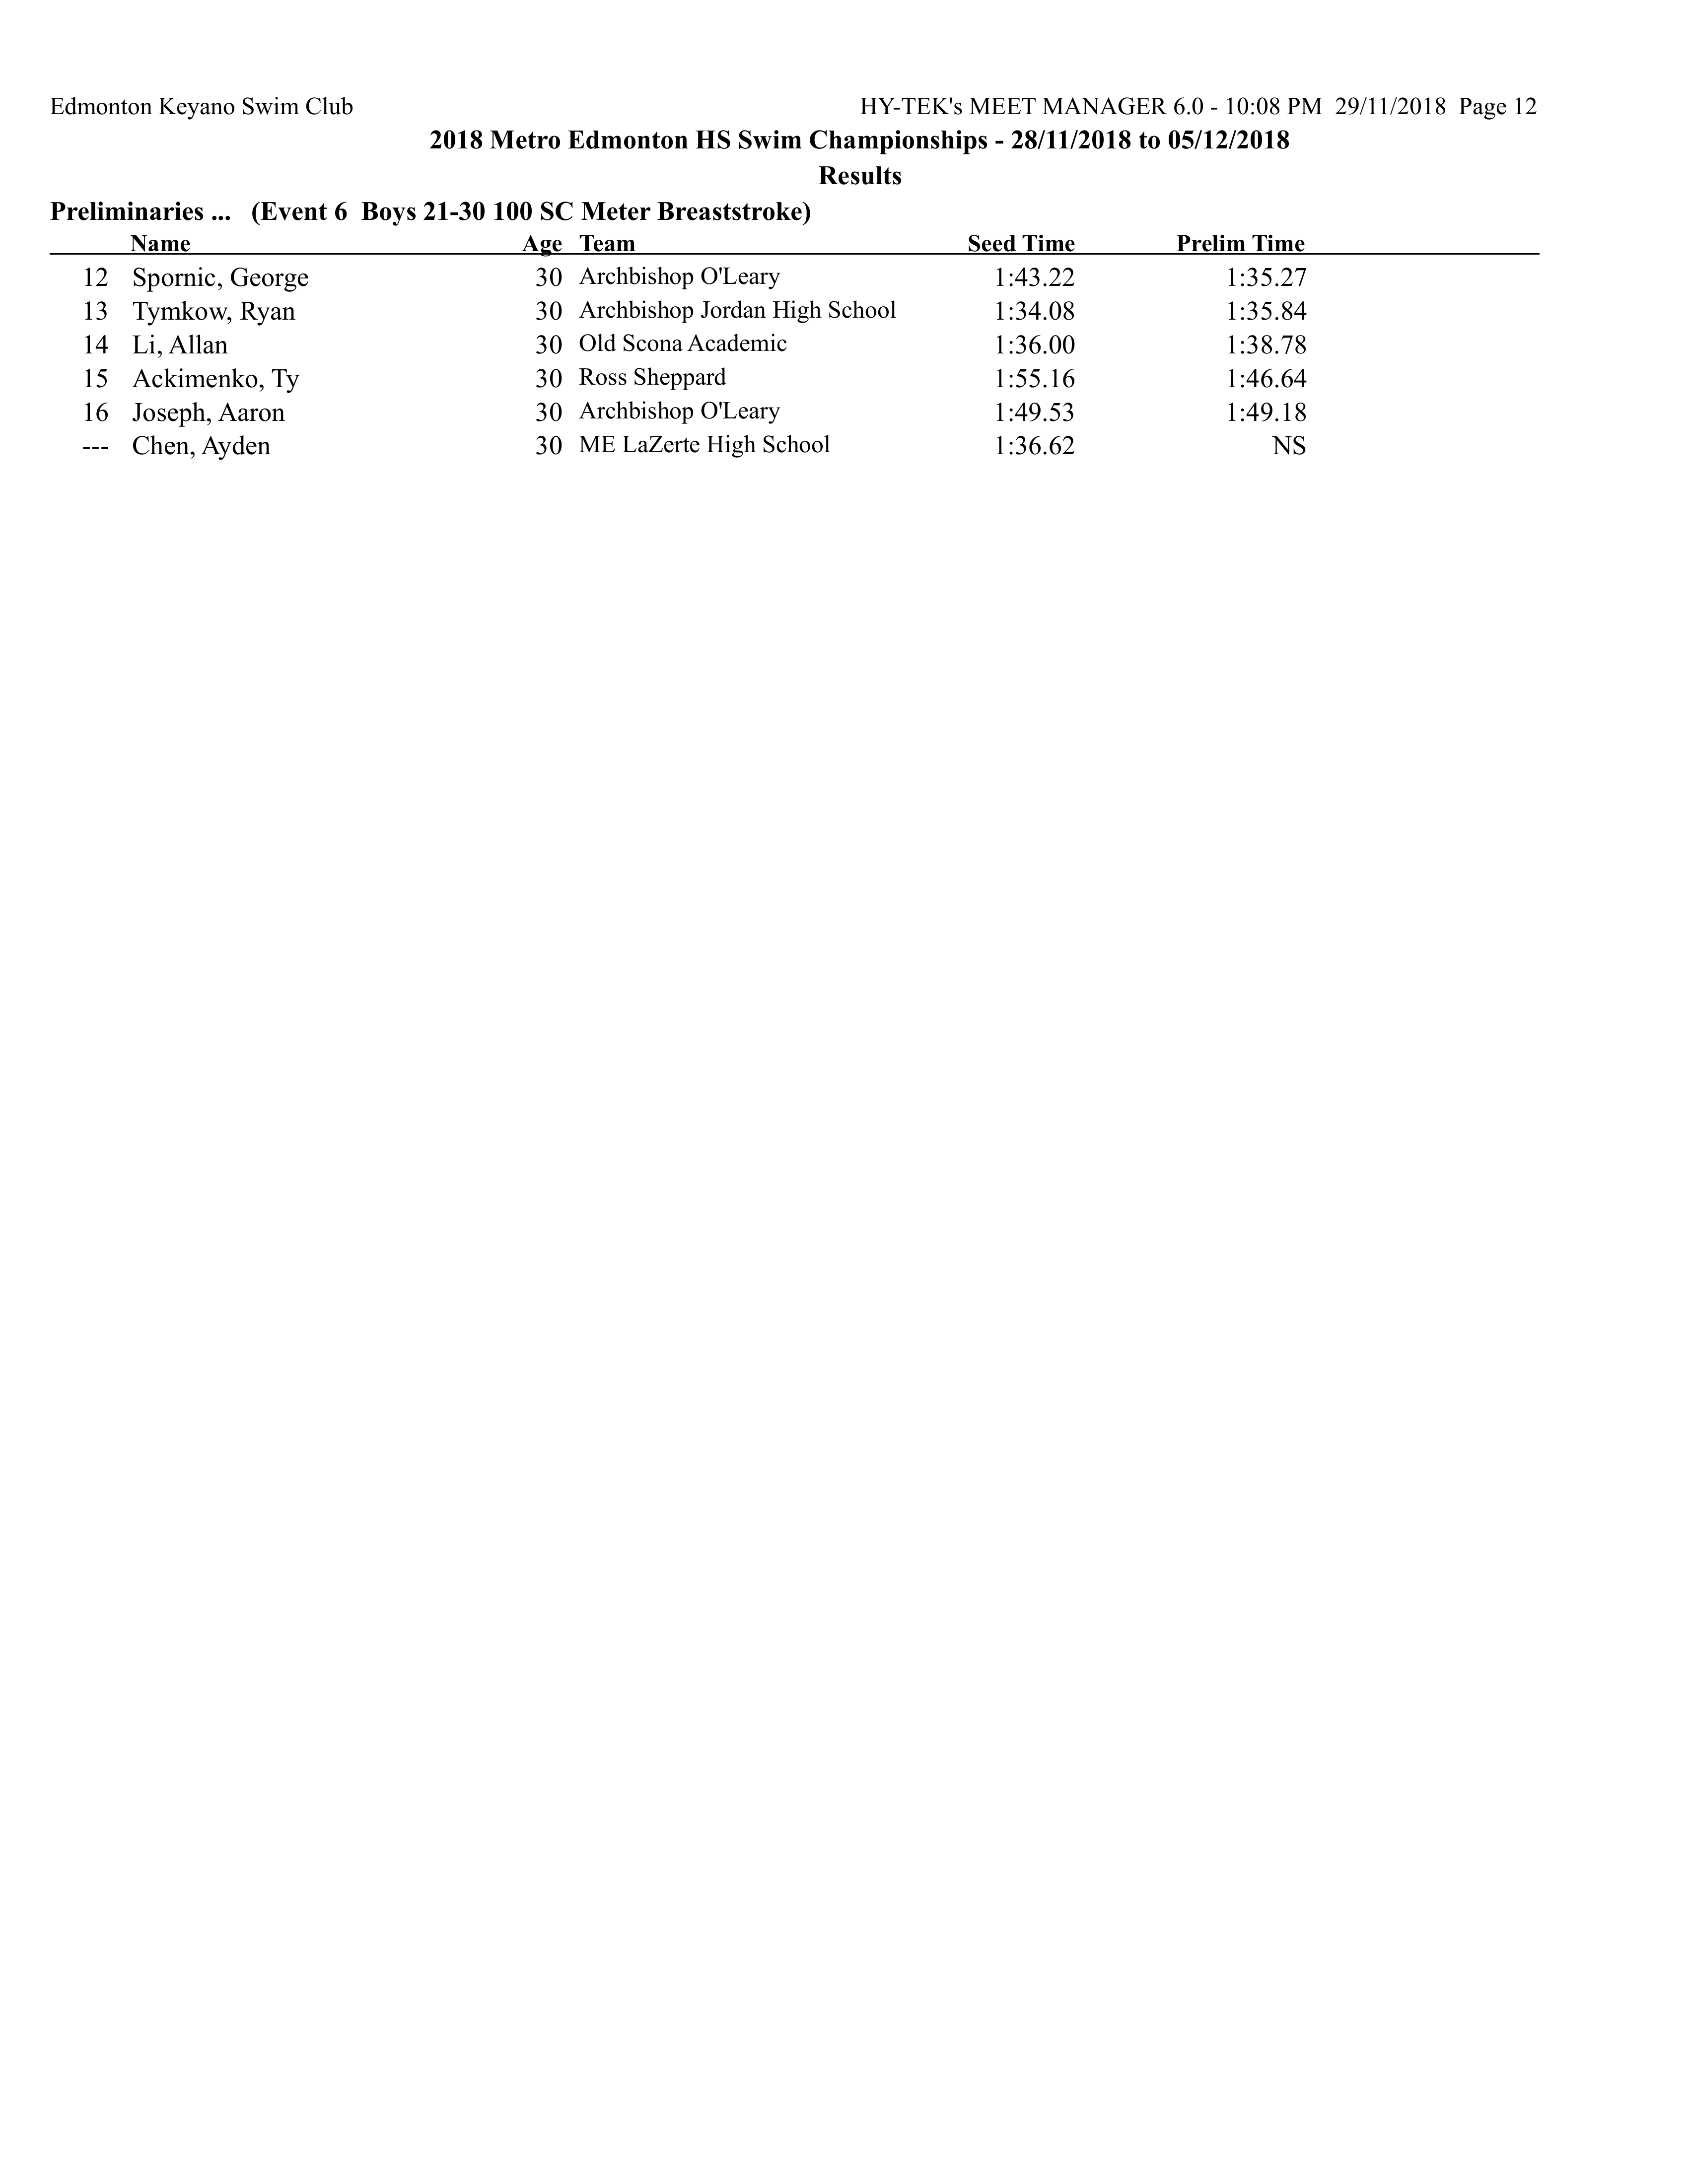 Edmonton Keyano Swim Club HY-TEK's MEET MANAGER 6.0 - 10:08 PM 29/11/2018 Page 12
2018 Metro Edmonton HS Swim Championships - 28/11/2018 to 05/12/2018
Results
Preliminaries ... (Event 6 Boys 21-30 100 SC Meter Breaststroke)
Name Age Team Seed Time Prelim Time
12 Spornic, George 30 Archbishop O'Leary 1:43.22 1:35.27
13 Tymkow, Ryan 30 Archbishop Jordan High School 1:34.08 1:35.84
14 Li, Allan 30 Old Scona Academic 1:36.00 1:38.78
15 Ackimenko, Ty 30 Ross Sheppard 1:55.16 1:46.64
16 Joseph, Aaron 30 Archbishop O'Leary 1:49.53 1:49.18
--- Chen, Ayden 30 ME LaZerte High School 1:36.62 NS